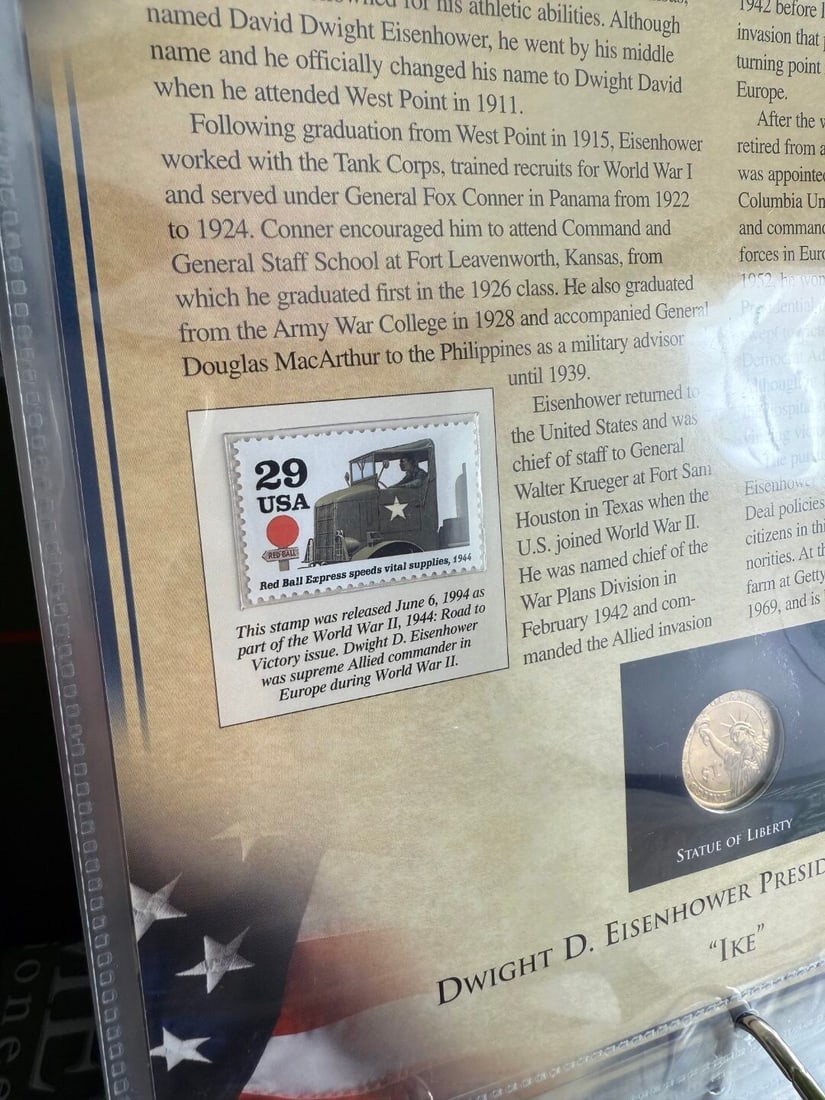 for his athletic abilities. Although
named David Dwight Eisenhower, he went by his middle
name and he officially changed his name to Dwight David
when he attended West Point in 1911.
Following graduation from West Point in 1915, Eisenhower
worked with the Tank Corps, trained recruits for World War I
and served under General Fox Conner in Panama from 1922
to 1924. Conner encouraged him to attend Command and
General Staff School at Fort Leavenworth, Kansas, from
which he graduated first in the 1926 class. He also graduated
from the Army War College in 1928 and accompanied General
Douglas MacArthur to the Philippines as a military advisor
until 1939.
Eisenhower returned to
the United States and was
chief of staff to General
Walter Krueger at Fort Sam
Houston in Texas when the
U.S. joined World War II.
He was named chief of the
War Plans Division in
February 1942 and com-
manded the Allied invasion
29
USA
RED BALL
Red Ball Express speeds vital supplies, 1944
This stamp was released June 6, 1994 as
part of the World War II, 1944: Road to
Victory issue. Dwight D. Eisenhower
was supreme Allied commander in
Europe during World War II.
1942 before
invasion that
turning point
Europe.
After the
retired from
was appointed
Columbia
and
forces in
1952, he won
Eisenhow
Deal policies
citizens in
norities. At
farm at
1969, and is
$1
STATUE OF LIBERTY
DWIGHT D. EISENHOWER PRESID
"IKE"